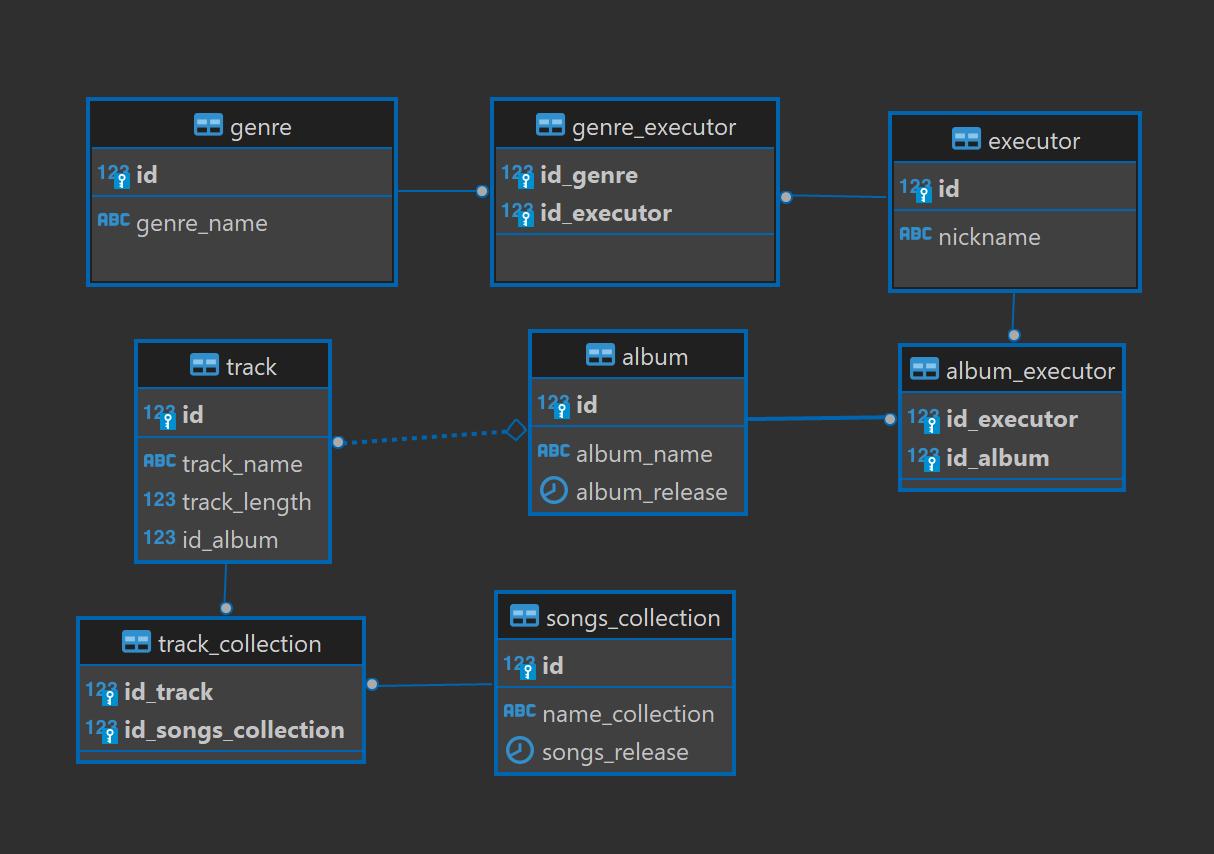 genre
123 id
ABC genre_name
genre_executor
123 id_genre
123 id_executor
executor
123 id
ABC nickname
track
123 id
ABC track_name
123 track_length
123 id_album
album
123 id
ABC album_name
album_release
album_executor
123 id_executor
123 id_album
track_collection
123 id_track
123 id_songs_collection
songs_collection
123 id
ABC name_collection
songs_release